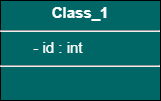 Class_1
- id : int